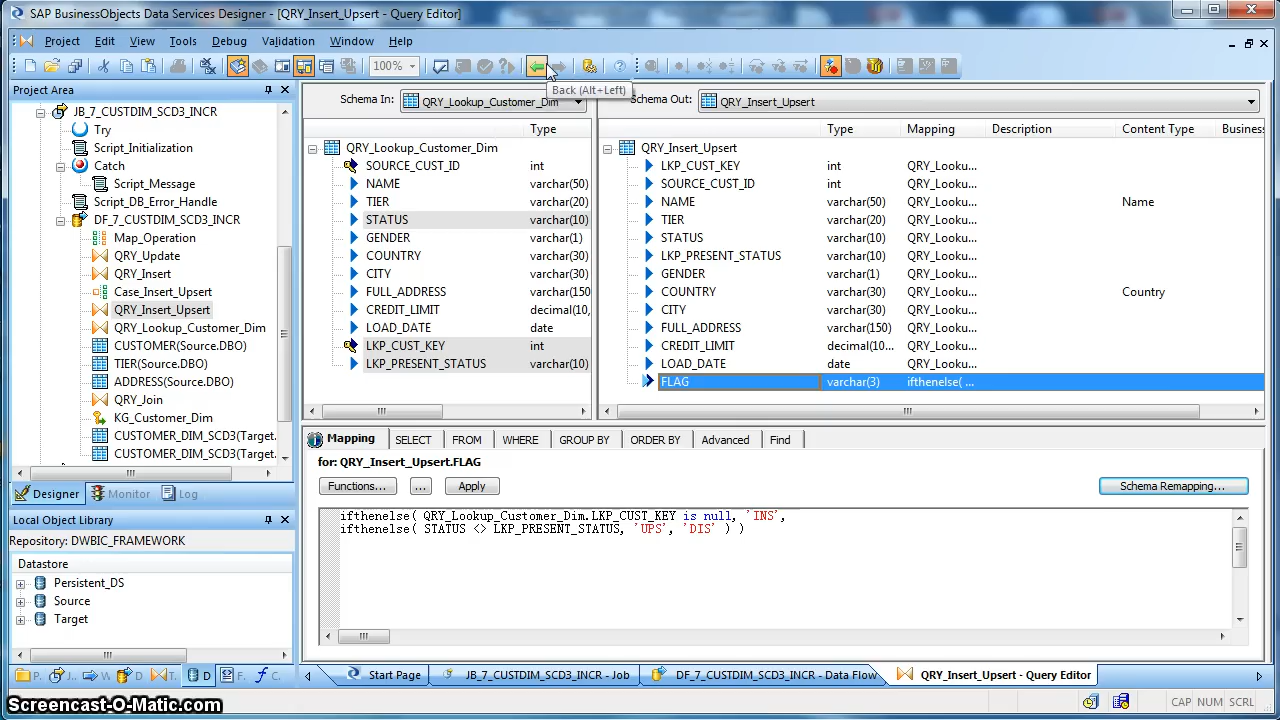 SAP BusinessObjects Data Services Designer - [QRY_Insert_Upsert - Query Editor]
Project Edit View Tools Debug Validation Window Help
100%
Back (Alt+Left)
Project Area
JB_7_CUSTDIM_SCD3_INCR
Try
Script_Initialization
Catch
Script_Message
Script_DB_Error_Handle
DF_7_CUSTDIM_SCD3_INCR
Map_Operation
QRY_Update
QRY_Insert
Case_Insert_Upsert
QRY_Insert_Upsert
QRY_Lookup_Customer_Dim
CUSTOMER(Source.DBO)
TIER(Source.DBO)
ADDRESS(Source.DBO)
QRY_Join
KG_Customer_Dim
CUSTOMER_DIM_SCD3(Target.
CUSTOMER_DIM_SCD3(Target.
Designer Monitor Log
Local Object Library
Repository: DWBIC_FRAMEWORK
Datastore
Persistent_DS
Source
Target
P. J. W. T. D D F. C.
Schema In: QRY_Lookup_Customer_Dim
Type
QRY_Lookup_Customer_Dim
SOURCE_CUST_ID int
NAME varchar(50)
TIER varchar(20)
STATUS varchar(10)
GENDER varchar(1)
COUNTRY varchar(30)
CITY varchar(30)
FULL_ADDRESS varchar(150
CREDIT_LIMIT decimal(10,
LOAD_DATE date
LKP_CUST_KEY int
LKP_PRESENT_STATUS varchar(10)
Schema Out: QRY_Insert_Upsert
Type Mapping Description Content Type Business
QRY_Insert_Upsert
LKP_CUST_KEY int QRY_Looku...
SOURCE_CUST_ID int QRY_Looku...
NAME varchar(50) QRY_Looku... Name
TIER varchar(20) QRY_Looku...
STATUS varchar(10) QRY_Looku...
LKP_PRESENT_STATUS varchar(10) QRY_Looku...
GENDER varchar(1) QRY_Looku...
COUNTRY varchar(30) QRY_Looku... Country
CITY varchar(30) QRY_Looku...
FULL_ADDRESS varchar(150) QRY_Looku...
CREDIT_LIMIT decimal(10... QRY_Looku...
LOAD_DATE date QRY_Looku...
FLAG varchar(3) ifthenelse( ...
Mapping SELECT FROM WHERE GROUP BY ORDER BY Advanced Find
for: QRY_Insert_Upsert.FLAG
Functions... ... Apply Schema Remapping...
ifthenelse( QRY_Lookup_Customer_Dim.LKP_CUST_KEY is null, 'INS',
ifthenelse( STATUS <> LKP_PRESENT_STATUS, 'UPS', 'DIS' ) )
Start Page JB_7_CUSTDIM_SCD3_INCR - Job DF_7_CUSTDIM_SCD3_INCR - Data Flow QRY_Insert_Upsert - Query Editor
CAP NUM SCRL
Screencast-O-Matic.com